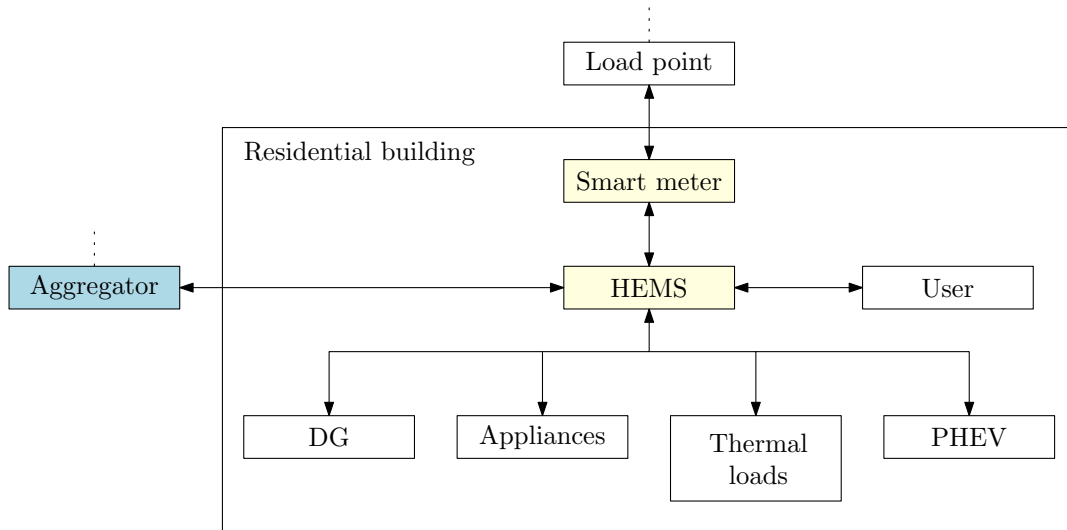 Load point
Residential building
Smart meter
Aggregator
HEMS
User
DG
Appliances
Thermal
loads
PHEV